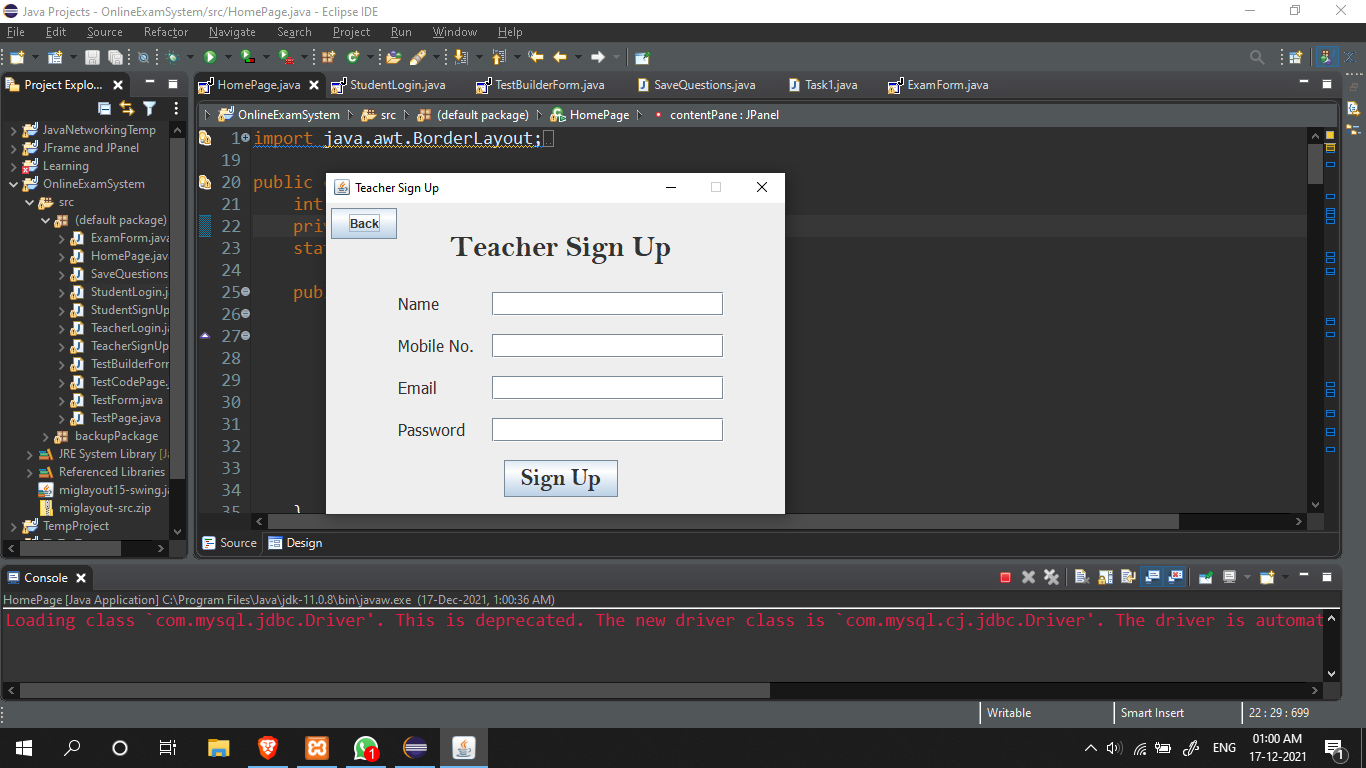 Java Projects - OnlineExamSystem/src/HomePage.java - Eclipse IDE
File Edit Source Refactor Navigate Search Project Run Window Help
Project Explo...
HomePage.java StudentLogin.java TestBuilderForm.java SaveQuestions.java Task1.java ExamForm.java
OnlineExamSystem src (default package) HomePage contentPane : JPanel
JavaNetworkingTemp
JFrame and JPanel
Learning
OnlineExamSystem
src
(default package)
ExamForm.java
HomePage.jav
SaveQuestions
StudentLogin.j
StudentSignUp
TeacherLogin.ja
TeacherSignUp
TestBuilderForm
TestCodePage.
TestForm.java
TestPage.java
backupPackage
JRE System Library [Ja
Referenced Libraries
miglayout15-swing.ja
miglayout-src.zip
TempProject
1 import java.awt.BorderLayout;
19
20 public
21 int
22 pri
23 sta
24
25 pub
26
27
28
29
30
31
32
33
34
35 }
Teacher Sign Up
Back
Teacher Sign Up
Name
Mobile No.
Email
Password
Sign Up
Source Design
Console
HomePage [Java Application] C:\Program Files\Java\jdk-11.0.8\bin\javaw.exe (17-Dec-2021, 1:00:36 AM)
Loading class `com.mysql.jdbc.Driver'. This is deprecated. The new driver class is `com.mysql.cj.jdbc.Driver'. The driver is automat
Writable Smart Insert 22 : 29 : 699
1
ENG
01:00 AM
17-12-2021
1